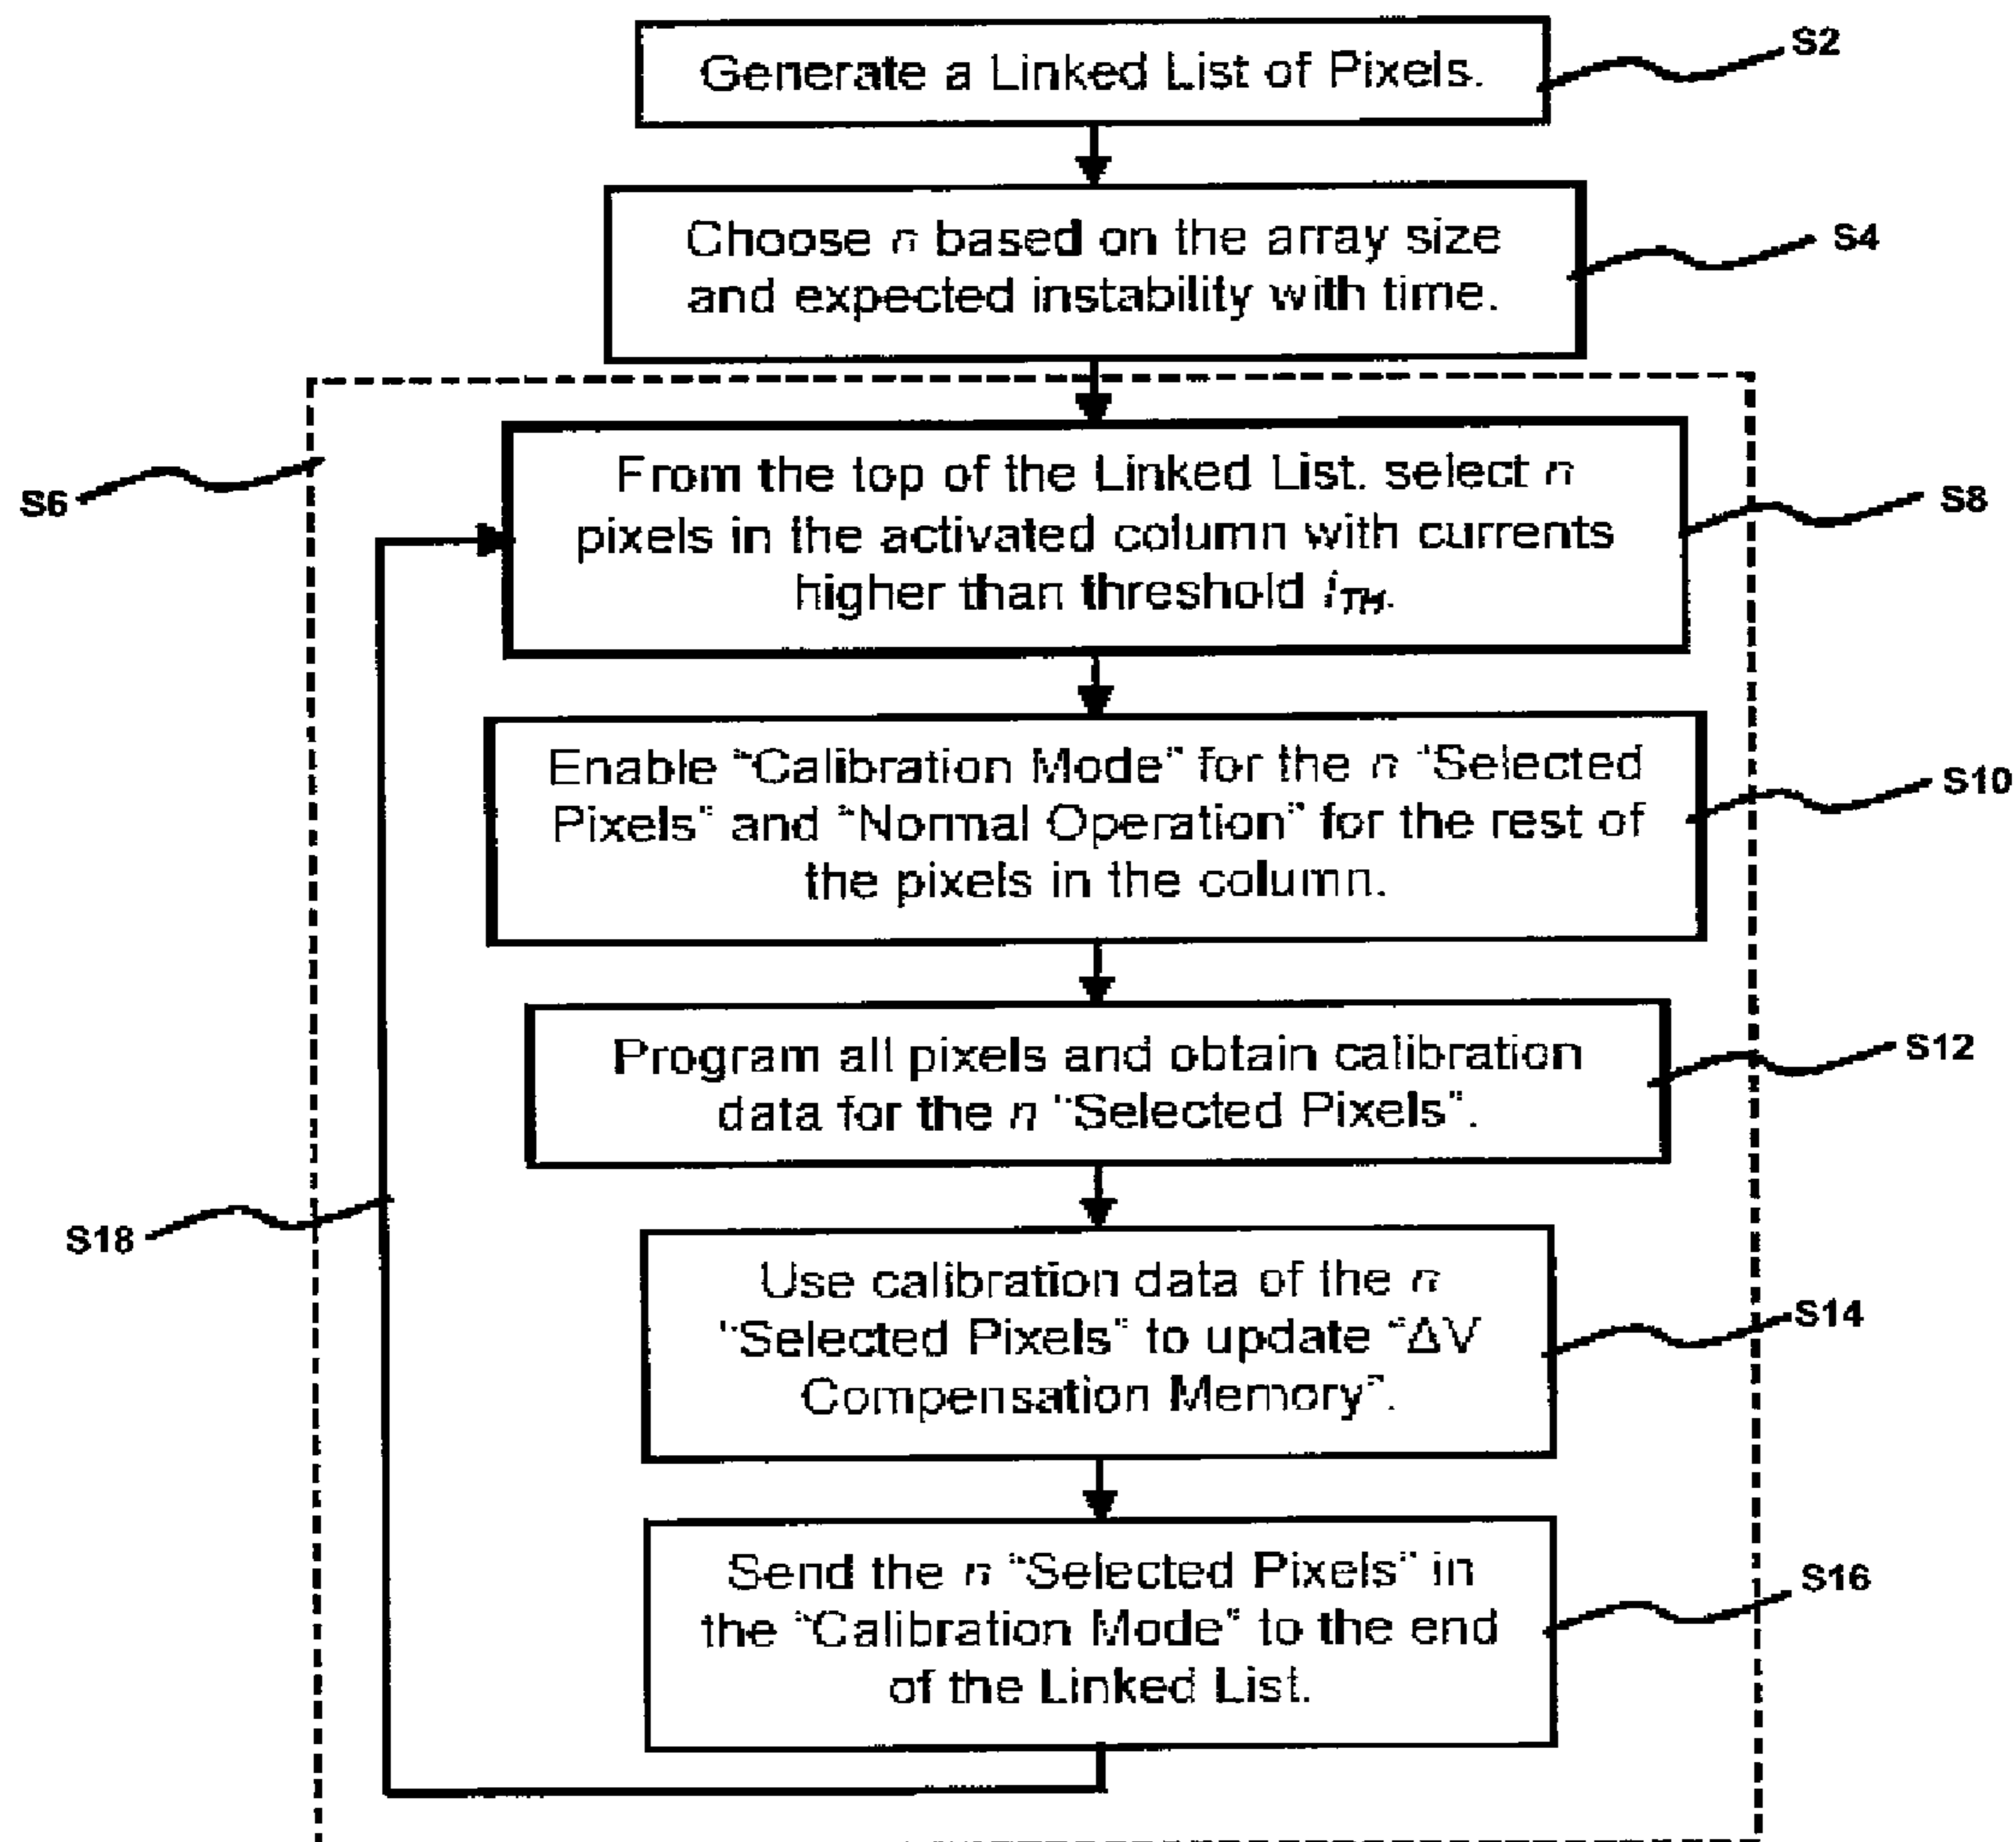 Generate a Linked List of Pixels.
S2
Choose n based on the array size
and expected instability with time.
S4
S6
From the top of the Linked List. select n
pixels in the activated column with currents
higher than threshold iTH.
S8
Enable "Calibration Mode" for the n "Selected
Pixels" and "Normal Operation" for the rest of
the pixels in the column.
S10
Program all pixels and obtain calibration
data for the n "Selected Pixels".
S12
S18
Use calibration data of the n
"Selected Pixels" to update "ΔV
Compensation Memory".
S14
Send the n "Selected Pixels" in
the "Calibration Mode" to the end
of the Linked List.
S16